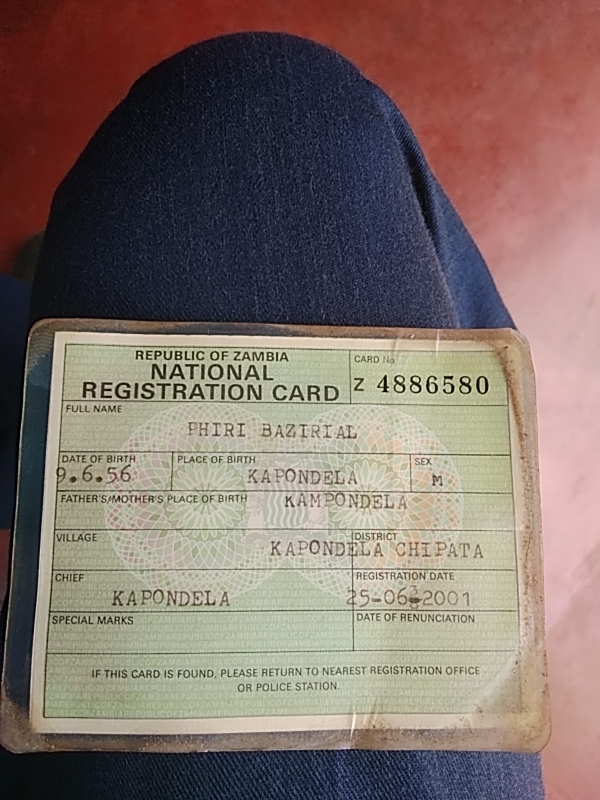 REPUBLIC OF ZAMBIA
NATIONAL
REGISTRATION CARD
CARD No
Z 4886580
FULL NAME
PHIRI BAZIRIAL
DATE OF BIRTH
9.6.56
PLACE OF BIRTH
KAPONDELA
SEX
M
FATHER'S/MOTHER'S PLACE OF BIRTH
KAMPONDELA
VILLAGE
KAPONDELA
DISTRICT
CHIPATA
CHIEF
KAPONDELA
REGISTRATION DATE
25-06-2001
SPECIAL MARKS
DATE OF RENUNCIATION
IF THIS CARD IS FOUND, PLEASE RETURN TO NEAREST REGISTRATION OFFICE
OR POLICE STATION.